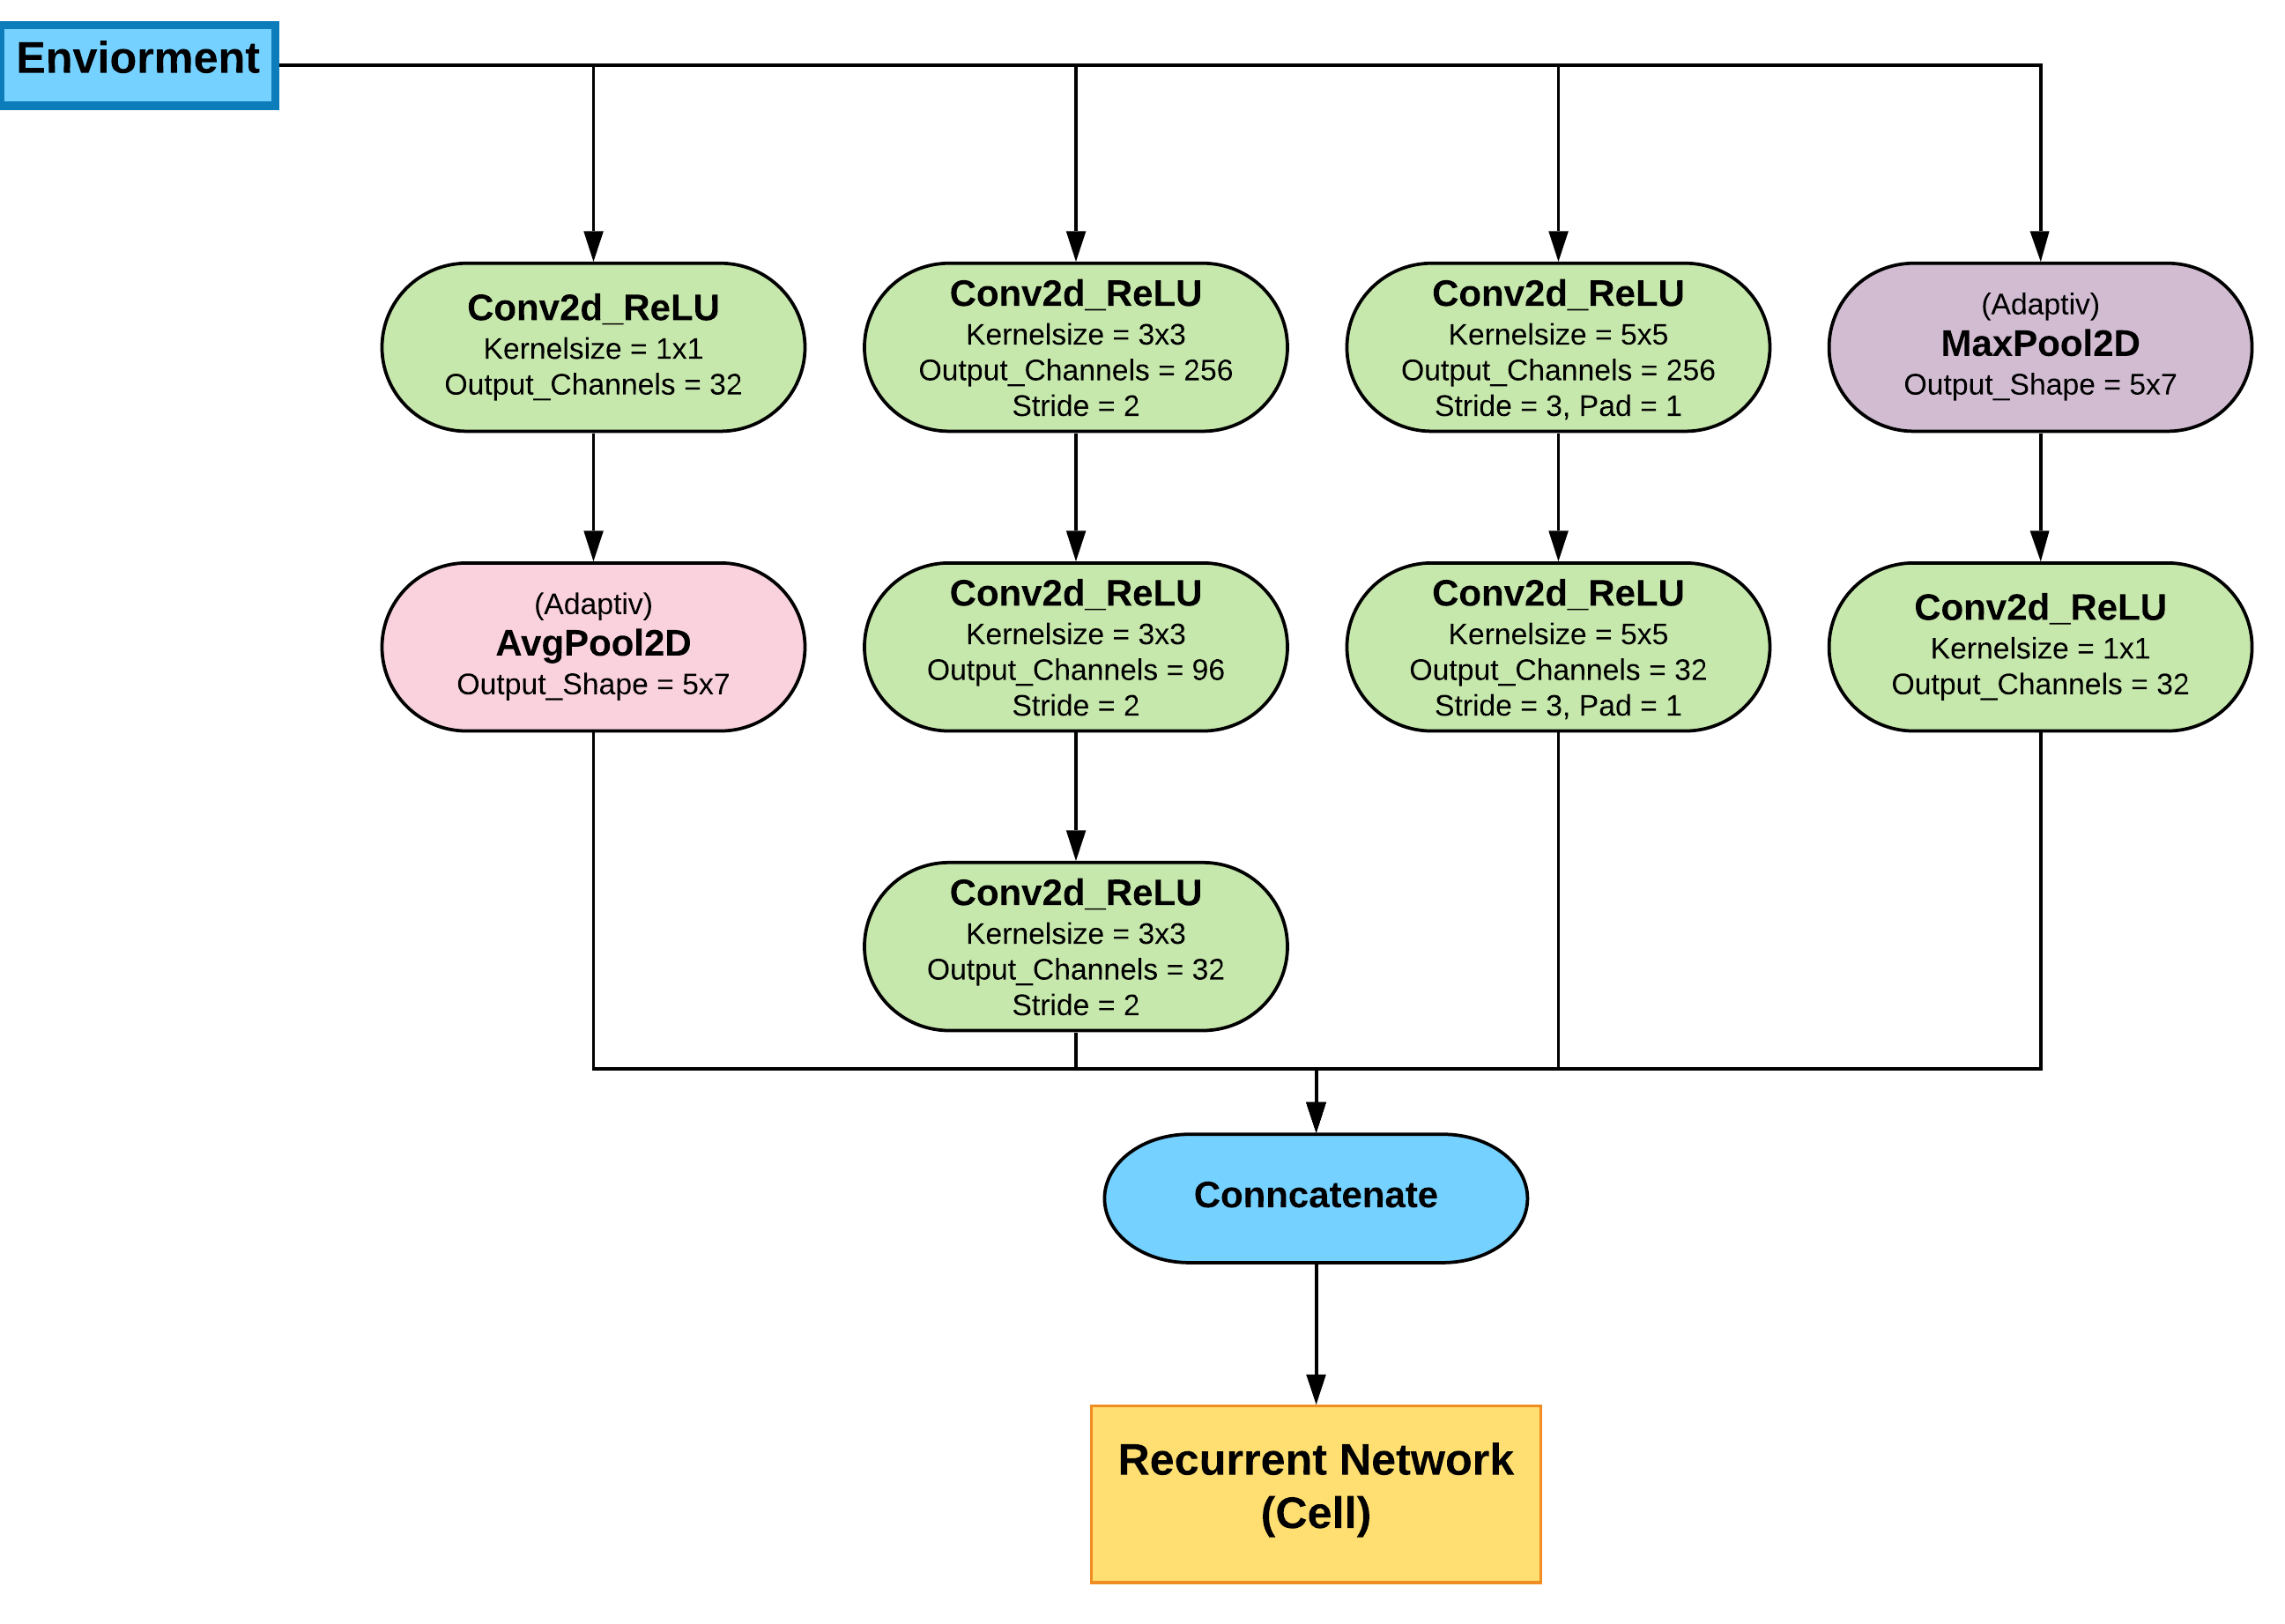 Enviorment
Conv2d_ReLU
Kernelsize = 1x1
Output_Channels = 32
Conv2d_ReLU
Kernelsize = 3x3
Output_Channels = 256
Stride = 2
Conv2d_ReLU
Kernelsize = 5x5
Output_Channels = 256
Stride = 3, Pad = 1
(Adaptiv)
MaxPool2D
Output_Shape = 5x7
(Adaptiv)
AvgPool2D
Output_Shape = 5x7
Conv2d_ReLU
Kernelsize = 3x3
Output_Channels = 96
Stride = 2
Conv2d_ReLU
Kernelsize = 5x5
Output_Channels = 32
Stride = 3, Pad = 1
Conv2d_ReLU
Kernelsize = 1x1
Output_Channels = 32
Conv2d_ReLU
Kernelsize = 3x3
Output_Channels = 32
Stride = 2
Conncatenate
Recurrent Network
(Cell)